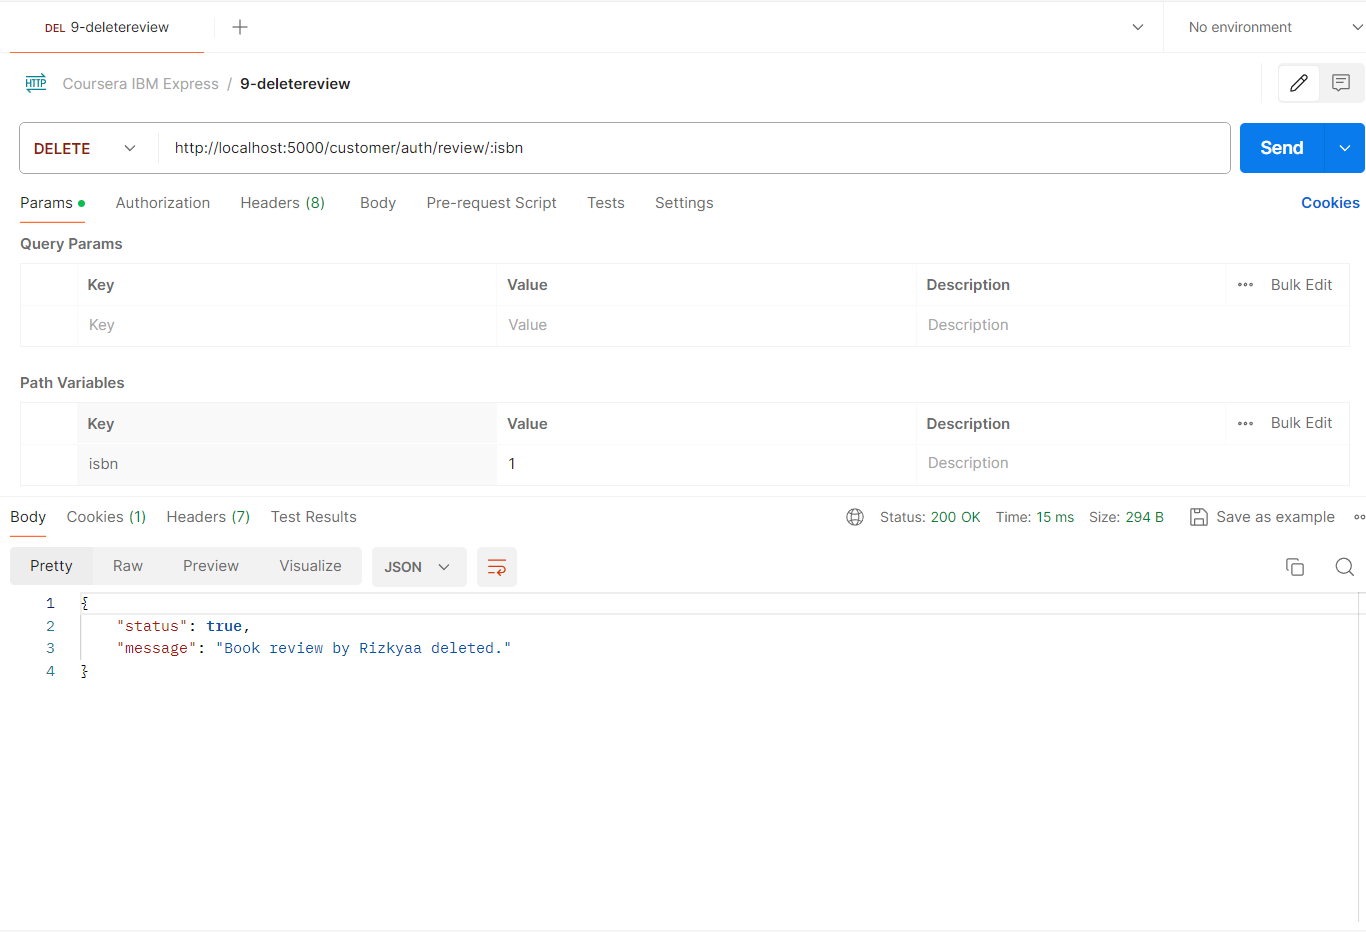 DEL 9-deletereview
No environment
HTTP Coursera IBM Express / 9-deletereview
DELETE http://localhost:5000/customer/auth/review/:isbn Send
Params Authorization Headers (8) Body Pre-request Script Tests Settings Cookies
Query Params
Key Value Description Bulk Edit
Key Value Description
Path Variables
Key Value Description Bulk Edit
isbn 1 Description
Body Cookies (1) Headers (7) Test Results Status: 200 OK Time: 15 ms Size: 294 B Save as example
Pretty Raw Preview Visualize JSON
1 {
2 "status": true,
3 "message": "Book review by Rizkyaa deleted."
4 }